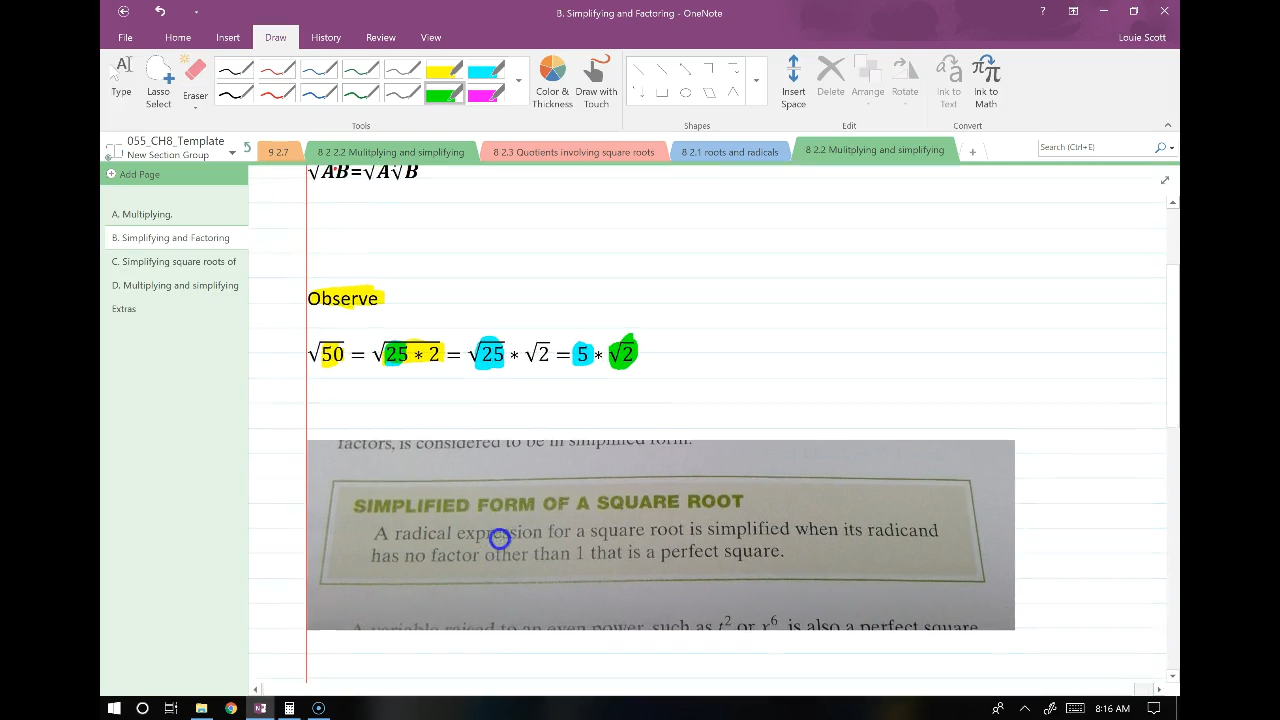 B. Simplifying and Factoring - OneNote
Louie Scott
File Home Insert Draw History Review View
Type
Lasso Select
Eraser
Color & Thickness
Draw with Touch
Insert Space
Delete
Arrange
Rotate
Ink to Text
Ink to Math
Tools
Shapes
Edit
Convert
055_CH8_Template
New Section Group
9 2.7
8 2.2.2 Mulitplying and simplifying
8 2.3 Quotients involving square roots
8 2.1 roots and radicals
8 2.2 Mulitplying and simplifying
Search (Ctrl+E)
Add Page
A. Multiplying.
B. Simplifying and Factoring
C. Simplifying square roots of
D. Multiplying and simplifying
Extras
√AB=√A√B
Observe
√50 = √25 * 2 = √25 * √2 = 5 * √2
factors, is considered to be in simplified form.
SIMPLIFIED FORM OF A SQUARE ROOT
A radical expression for a square root is simplified when its radicand
has no factor other than 1 that is a perfect square.
A variable raised to an even power, such as t² or x⁶, is also a perfect square
8:16 AM